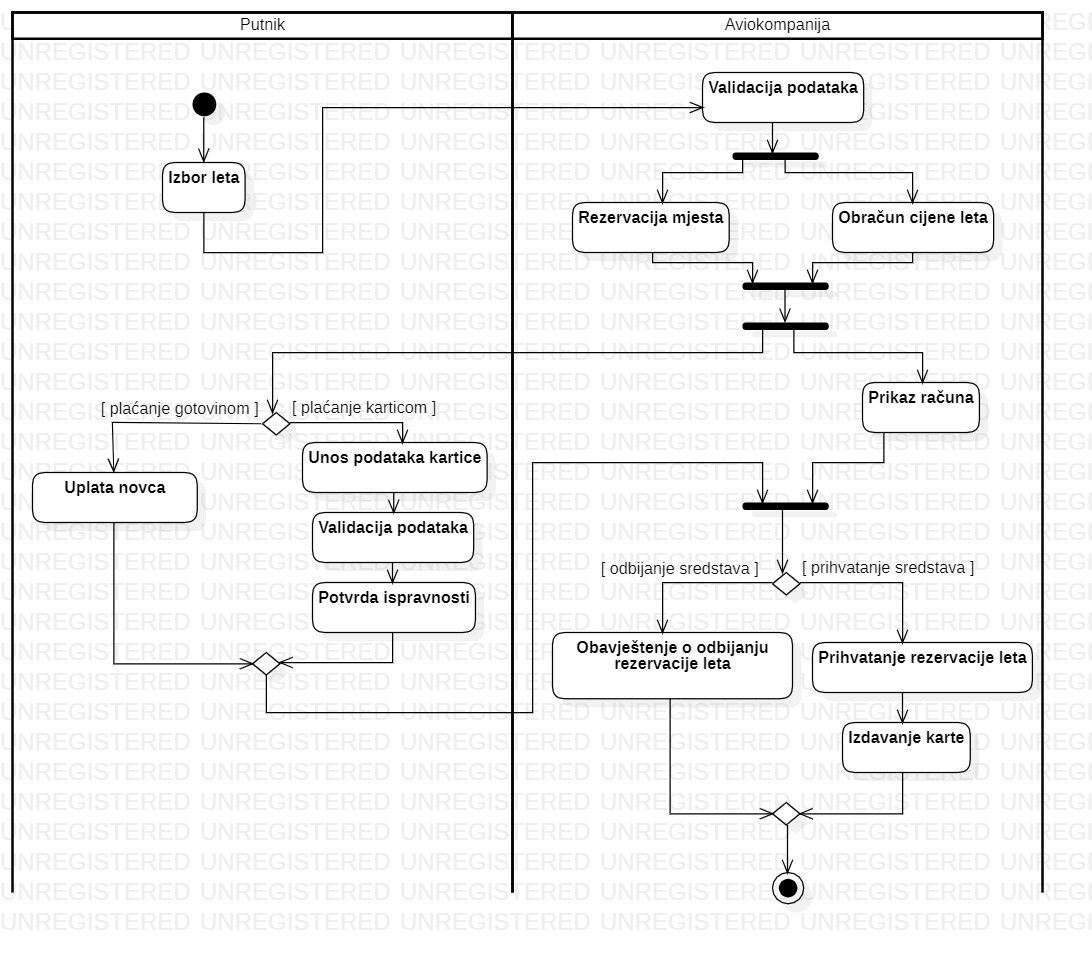 Putnik
Aviokompanija
Validacija podataka
Izbor leta
Rezervacija mjesta
Obračun cijene leta
Prikaz računa
[ plaćanje gotovinom ]
[ plaćanje karticom ]
Unos podataka kartice
Uplata novca
Validacija podataka
Potvrda ispravnosti
[ odbijanje sredstava ]
[ prihvatanje sredstava ]
Obavještenje o odbijanju
rezervacije leta
Prihvatanje rezervacije leta
Izdavanje karte
UNREGISTERED UNREGISTERED UNREGISTERED UNREGISTERED UNREGISTERED